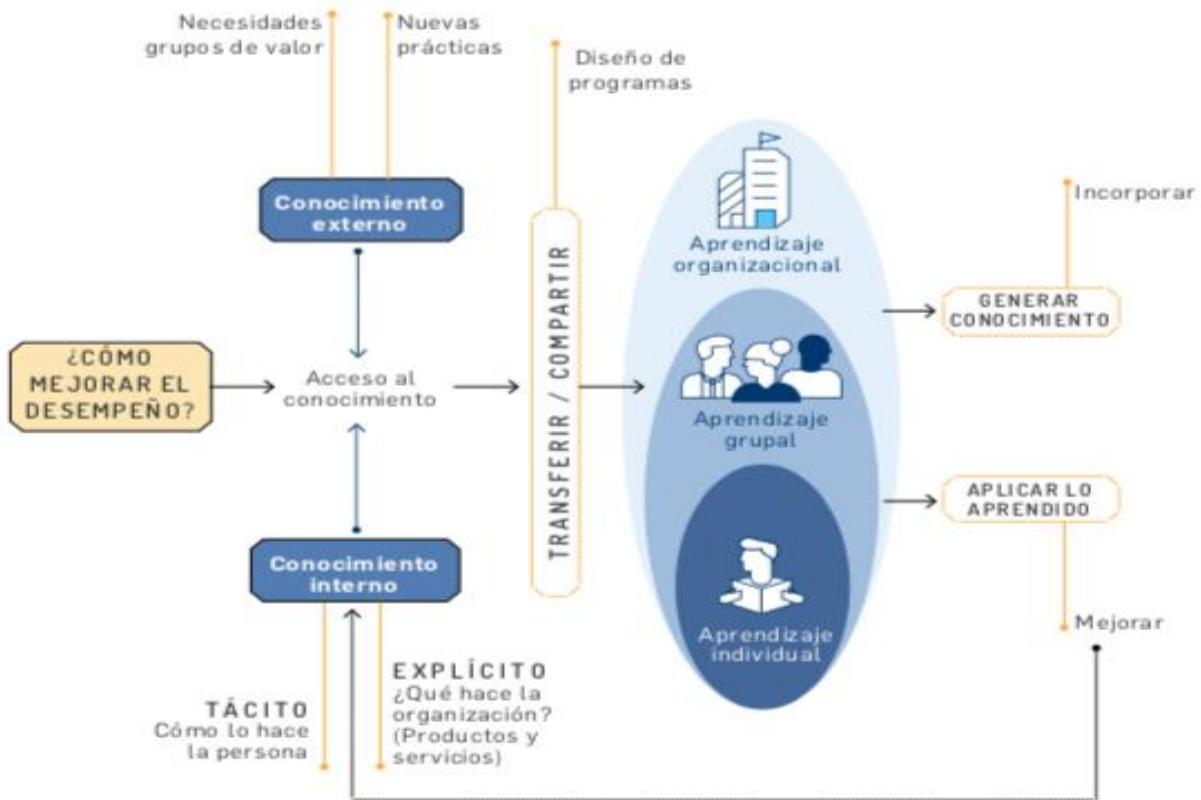 Necesidades
grupos de valor
Nuevas
prácticas
Diseño de
programas
Conocimiento
externo
¿CÓMO
MEJORAR EL
DESEMPEÑO?
Acceso al
conocimiento
TRANSFERIR / COMPARTIR
Aprendizaje
organizacional
Aprendizaje
grupal
Aprendizaje
individual
Incorporar
GENERAR
CONOCIMIENTO
APLICAR LO
APRENDIDO
Mejorar
Conocimiento
interno
TÁCITO
Cómo lo hace
la persona
EXPLÍCITO
¿Qué hace la
organización?
(Productos y
servicios)